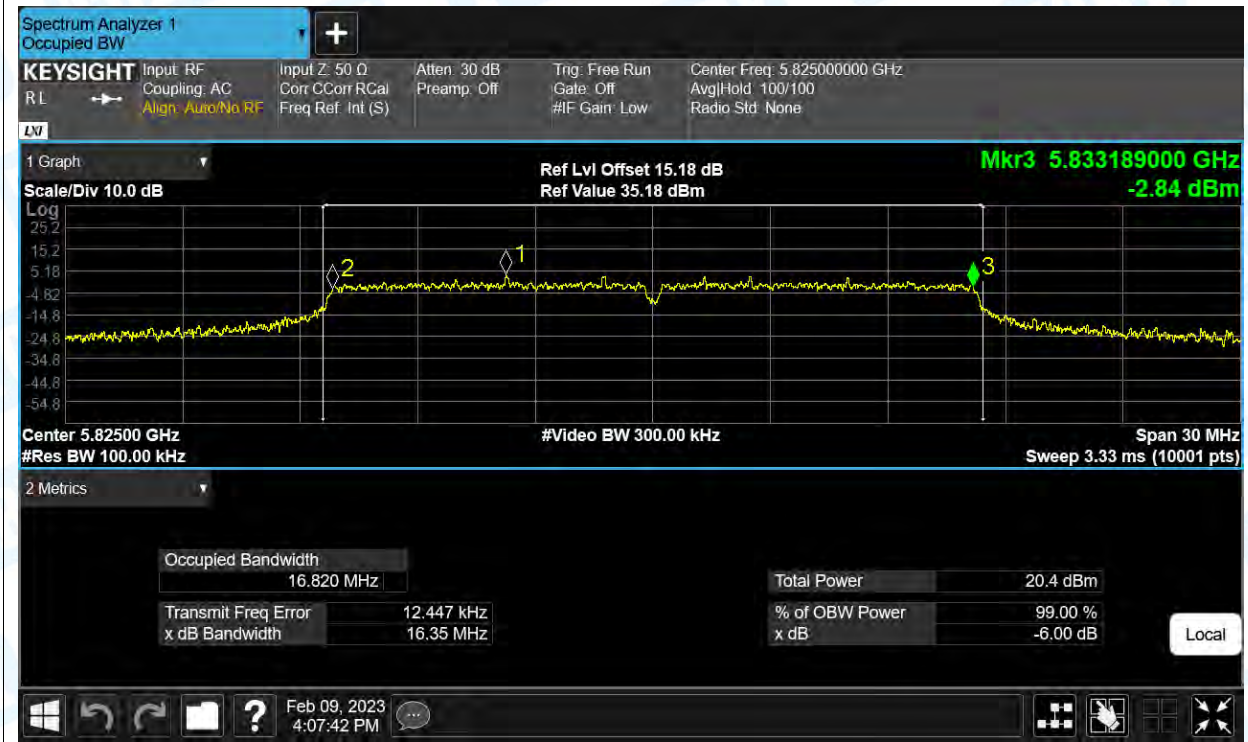 Spectrum Analyzer 1
Occupied BW
+
KEYSIGHT
R L
LXI
Input: RF
Coupling: AC
Align: Auto/No RF
Input Z: 50 Ω
Corr CCorr RCal
Freq Ref: Int (S)
Atten: 30 dB
Preamp: Off
Trig: Free Run
Gate: Off
#IF Gain: Low
Center Freq: 5.825000000 GHz
Avg|Hold: 100/100
Radio Std: None
1 Graph
Scale/Div 10.0 dB
Ref Lvl Offset 15.18 dB
Ref Value 35.18 dBm
Mkr3 5.833189000 GHz
-2.84 dBm
Log
25.2
15.2
5.18
-4.82
-14.8
-24.8
-34.8
-44.8
-54.8
2
1
3
Center 5.82500 GHz
#Res BW 100.00 kHz
#Video BW 300.00 kHz
Span 30 MHz
Sweep 3.33 ms (10001 pts)
2 Metrics
Occupied Bandwidth
16.820 MHz
Transmit Freq Error 12.447 kHz
x dB Bandwidth 16.35 MHz
Total Power 20.4 dBm
% of OBW Power 99.00 %
x dB -6.00 dB
Local
?
Feb 09, 2023
4:07:42 PM